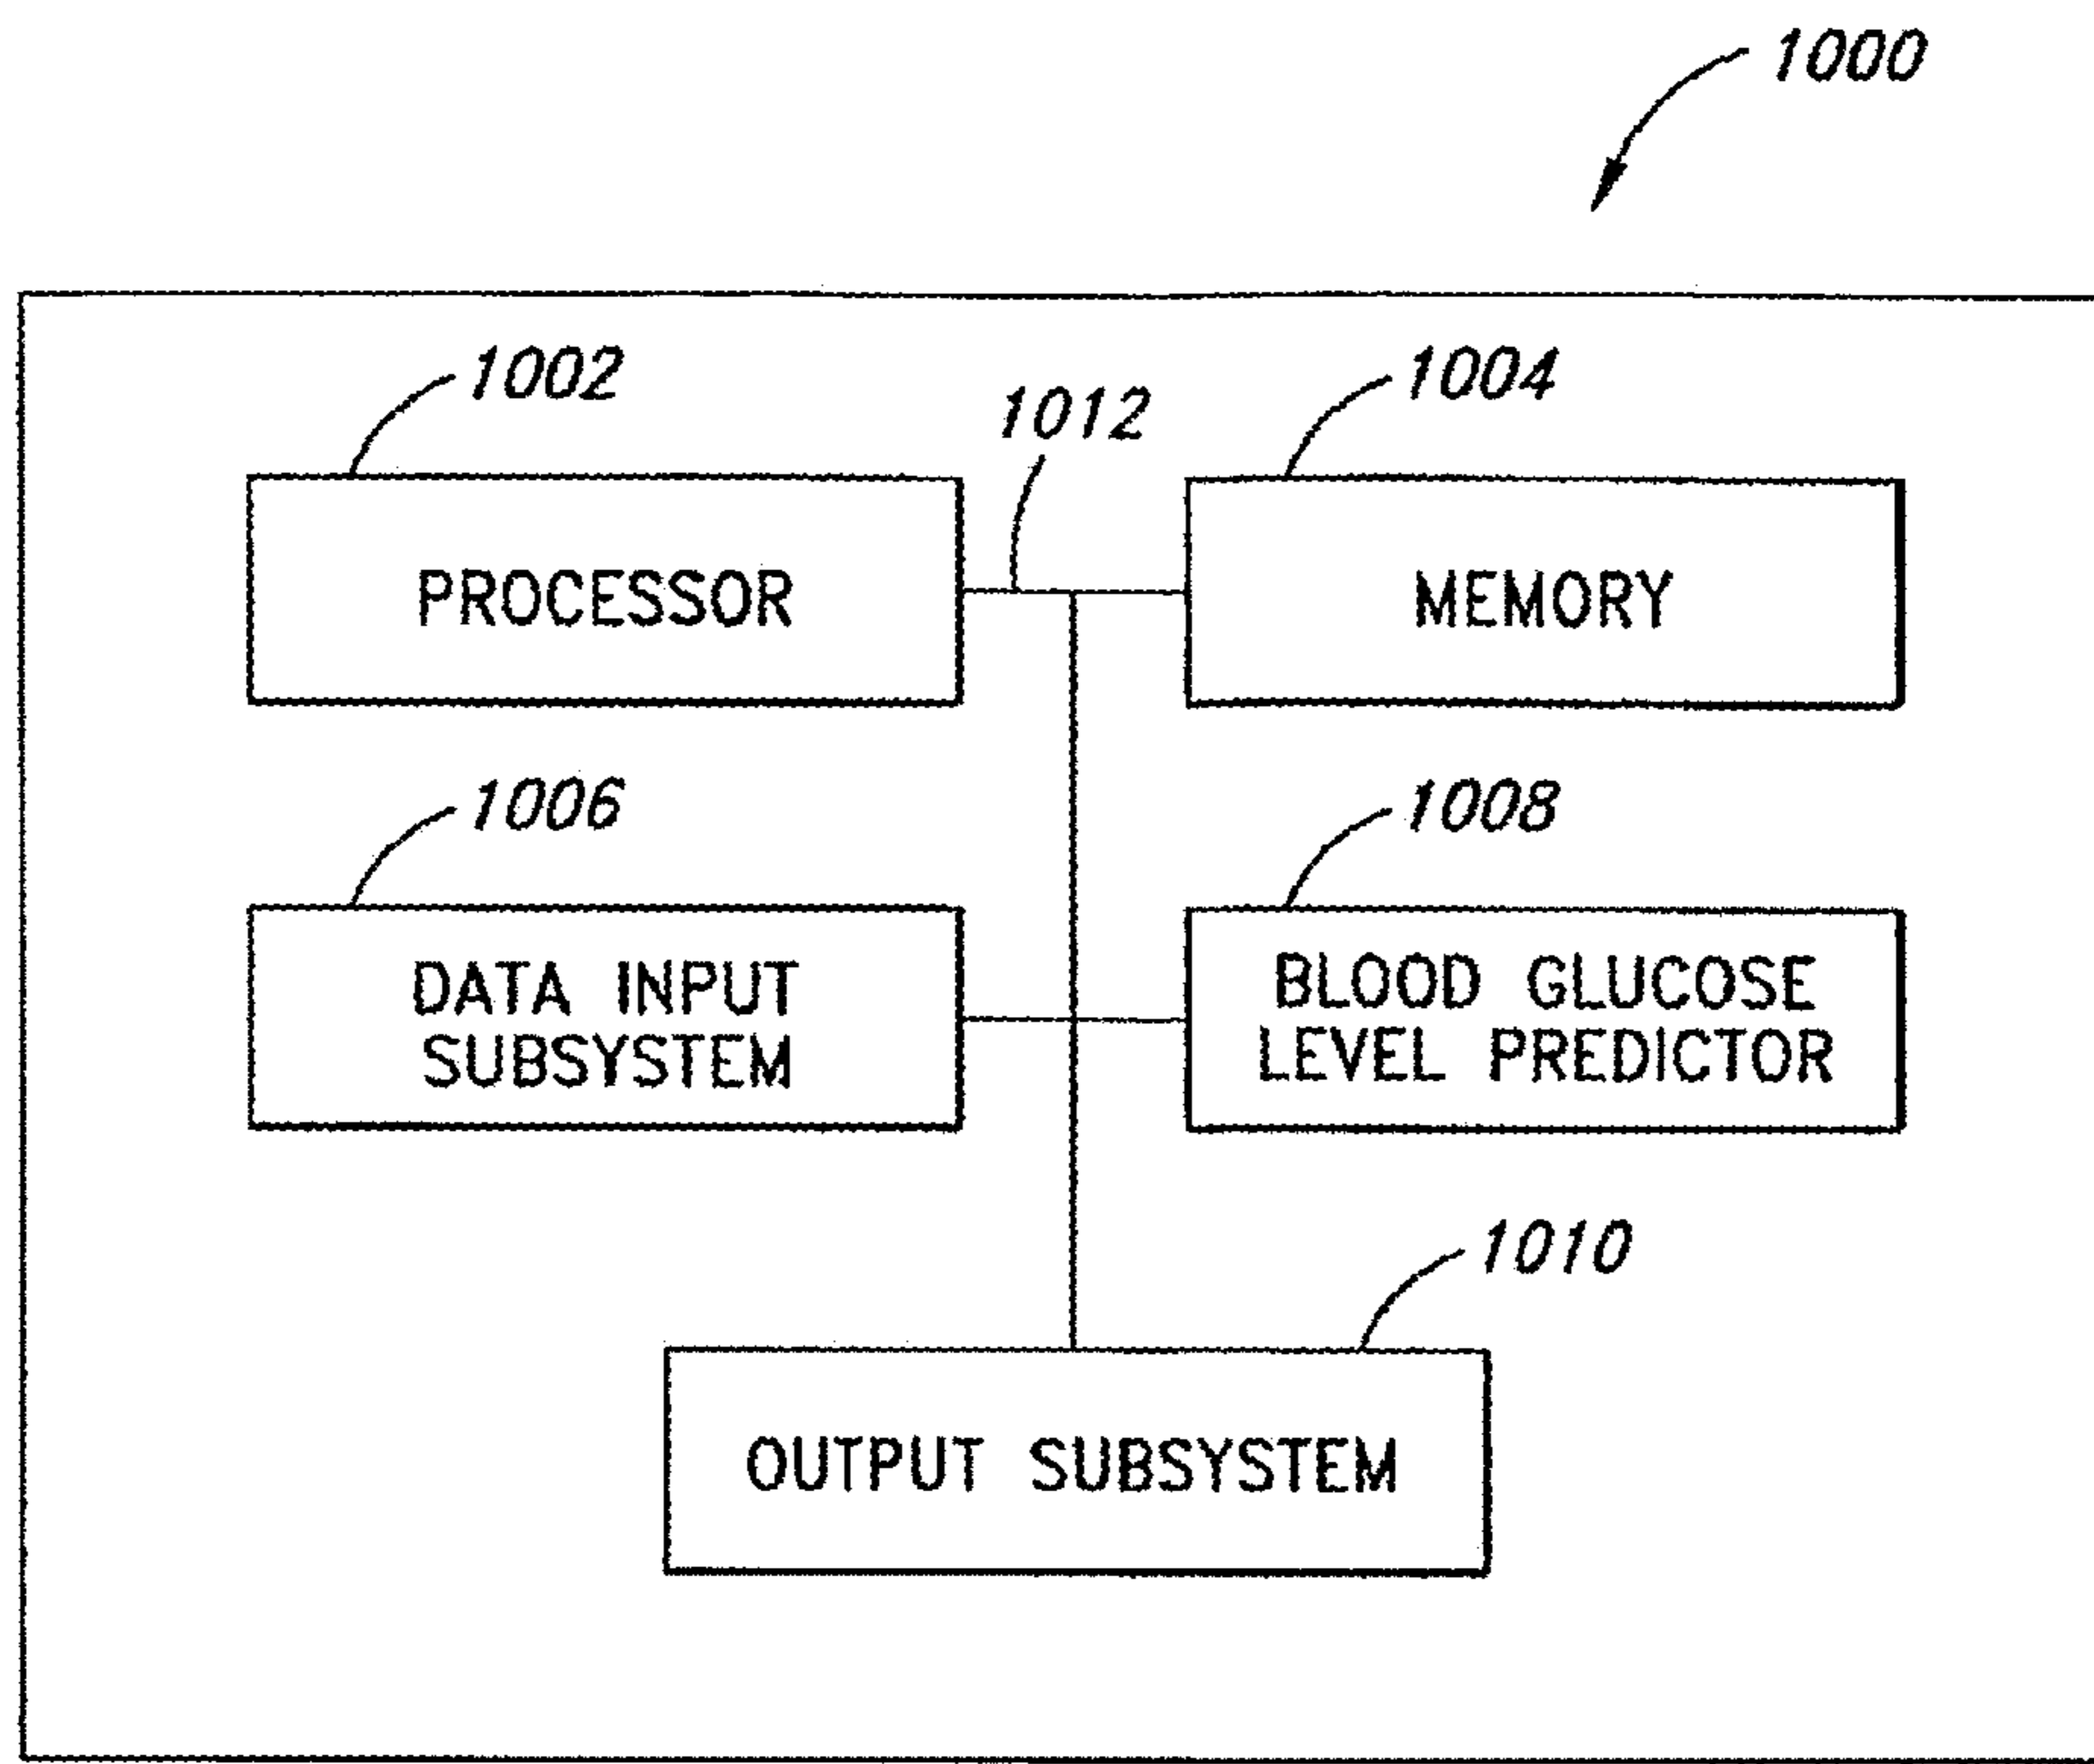 1000
1002
1012
1004
PROCESSOR
MEMORY
1006
1008
DATA INPUT
SUBSYSTEM
BLOOD GLUCOSE
LEVEL PREDICTOR
1010
OUTPUT SUBSYSTEM